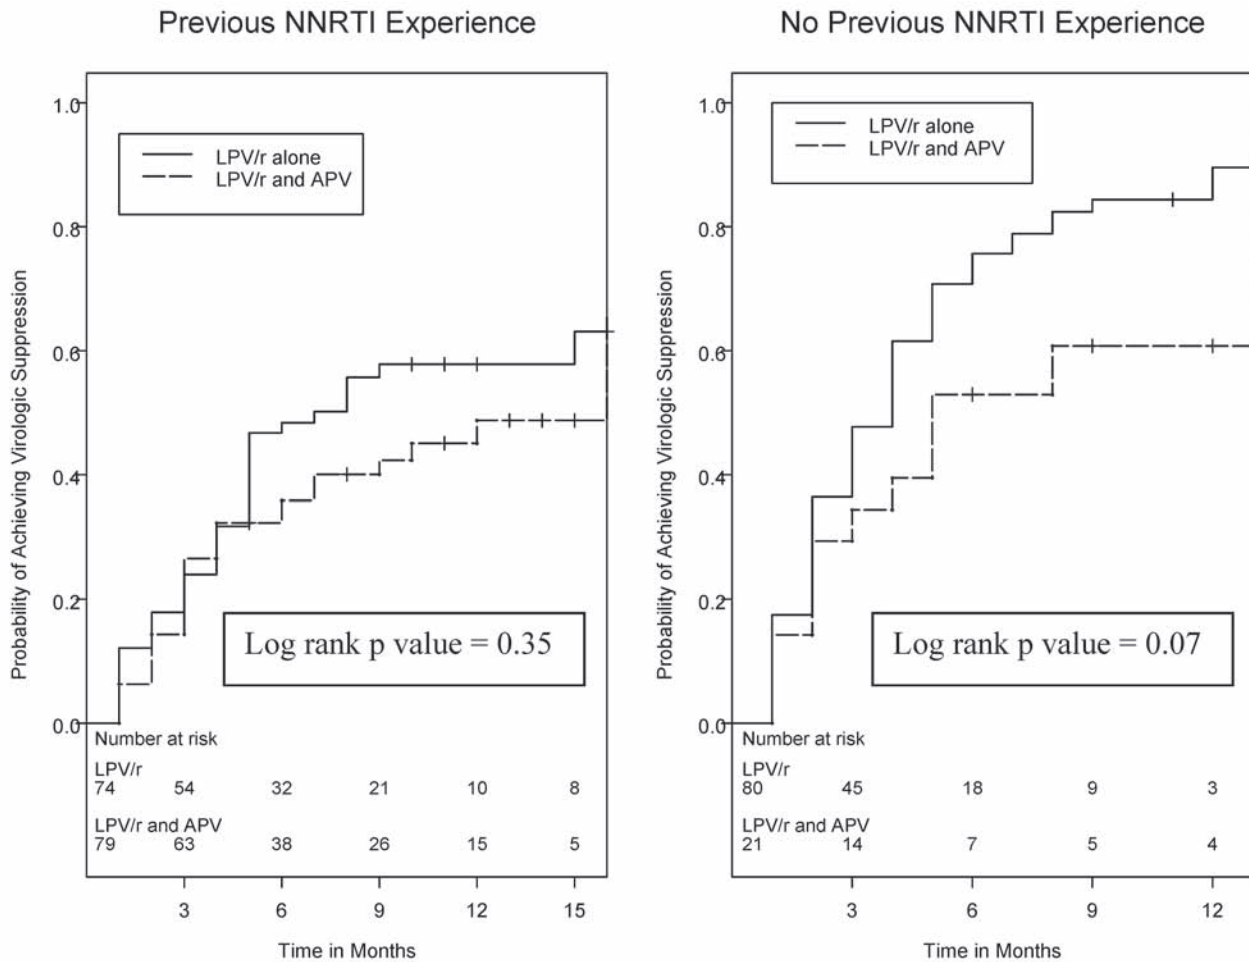 Previous NNRTI Experience
Probability of Achieving Virologic Suppression
1.0
0.8
0.6
0.4
0.2
0.0
LPV/r alone
LPV/r and APV
Log rank p value = 0.35
Number at risk
LPV/r
74 54 32 21 10 8
LPV/r and APV
79 63 38 26 15 5
3 6 9 12 15
Time in Months
No Previous NNRTI Experience
Probability of Achieving Virologic Suppression
1.0
0.8
0.6
0.4
0.2
0.0
LPV/r alone
LPV/r and APV
Log rank p value = 0.07
Number at risk
LPV/r
80 45 18 9 3
LPV/r and APV
21 14 7 5 4
3 6 9 12
Time in Months